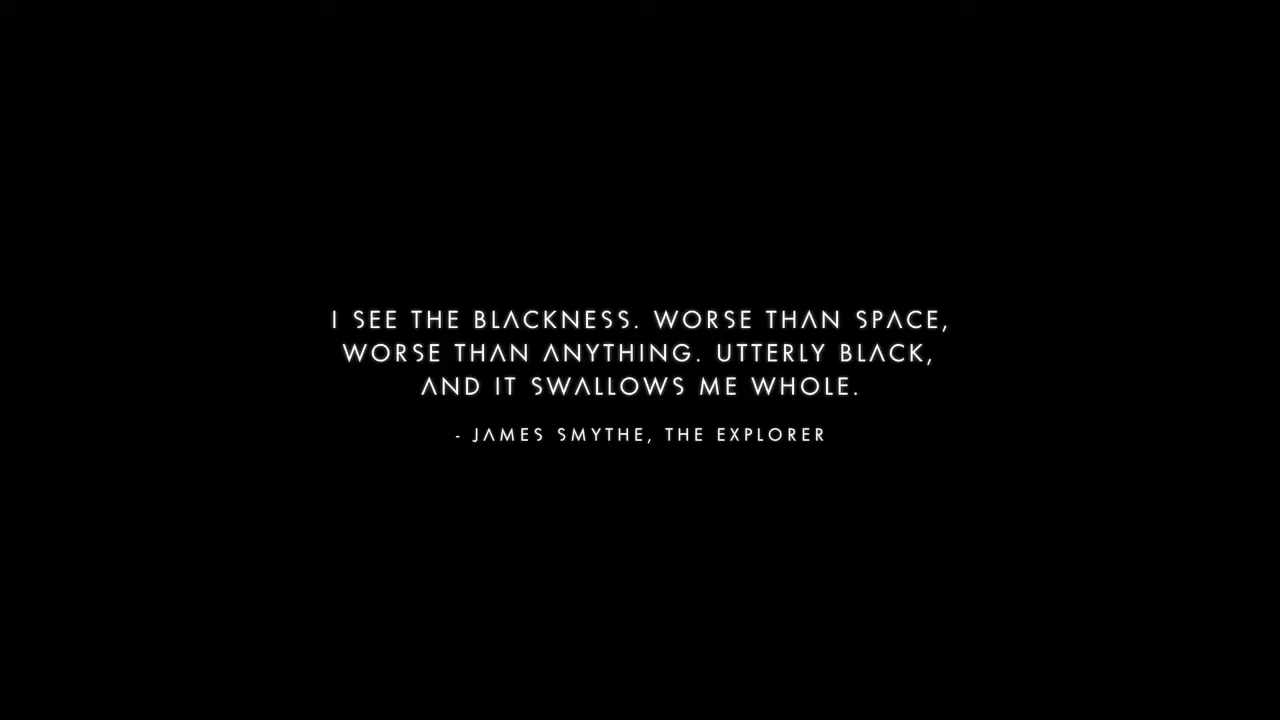 I SEE THE BLACKNESS. WORSE THAN SPACE,
WORSE THAN ANYTHING. UTTERLY BLACK,
AND IT SWALLOWS ME WHOLE.
- JAMES SMYTHE, THE EXPLORER